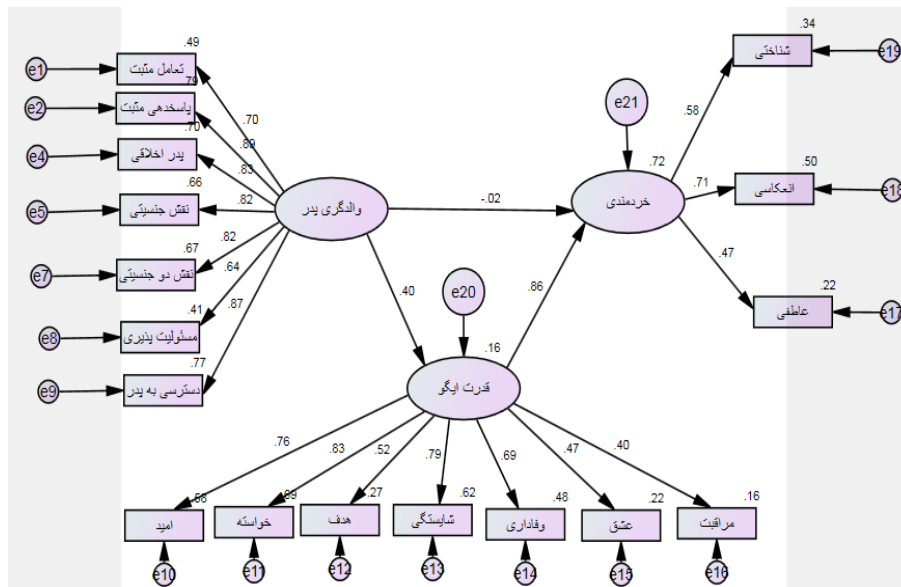 .34
.49
شناختی
e19
e1
تعامل مثبت
.79
e21
e2
پاسخدهی مثبت
.70
.58
.70
.89
e4
پدر اخلاقی
.83
.72
.50
.66
.82
والدگری پدر
-.02
خردمندی
.71
انعکاسی
e18
e5
نقش جنسیتی
.82
.67
.64
.47
e7
نقش دو جنسیتی
.87
.40
e20
.86
.22
.41
عاطفی
e17
e8
مسئولیت پذیری
.16
.77
قدرت ایگو
e9
دسترسی به پدر
.76
.83
.52
.79
.69
.47
.40
.58
.27
.62
.48
.22
.16
امید
خواسته
هدف
شایستگی
وفاداری
عشق
مراقبت
e10
e11
e12
e13
e14
e15
e16